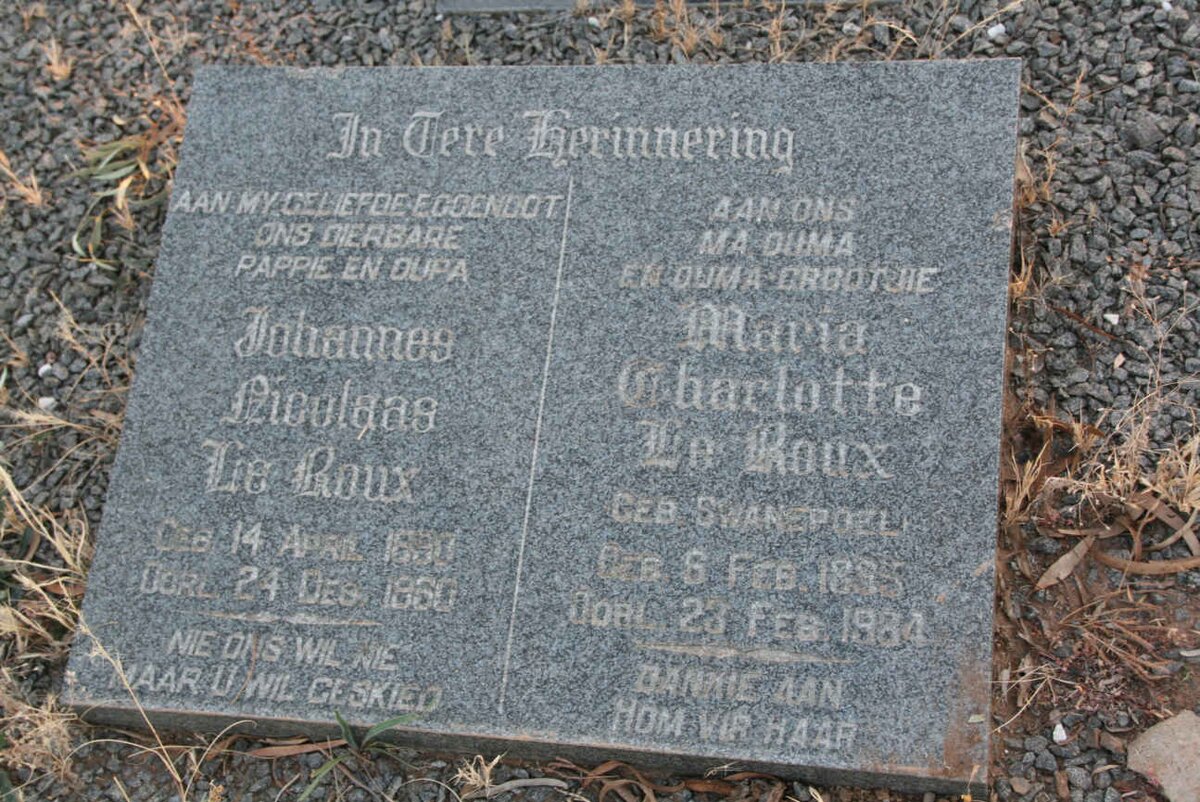 In Tere Herinnering
AAN MY GELIEFDE EGGENOOT
ONS DIERBARE
PAPPIE EN OUPA
Johannes
Nicolaas
Le Roux
GEB. 14 APRIL
OORL. 24 DES. 1960
NIE ONS WIL NIE
MAAR U WIL GESKIED
AAN ONS
MA, OUMA
EN OUMA-GROOTJIE
Maria
Charlotte
Le Roux
GEB. SWANEPOEL
GEB. 6 FEB.
OORL. 23 FEB. 1984
DANKIE AAN
HOM VIR HAAR